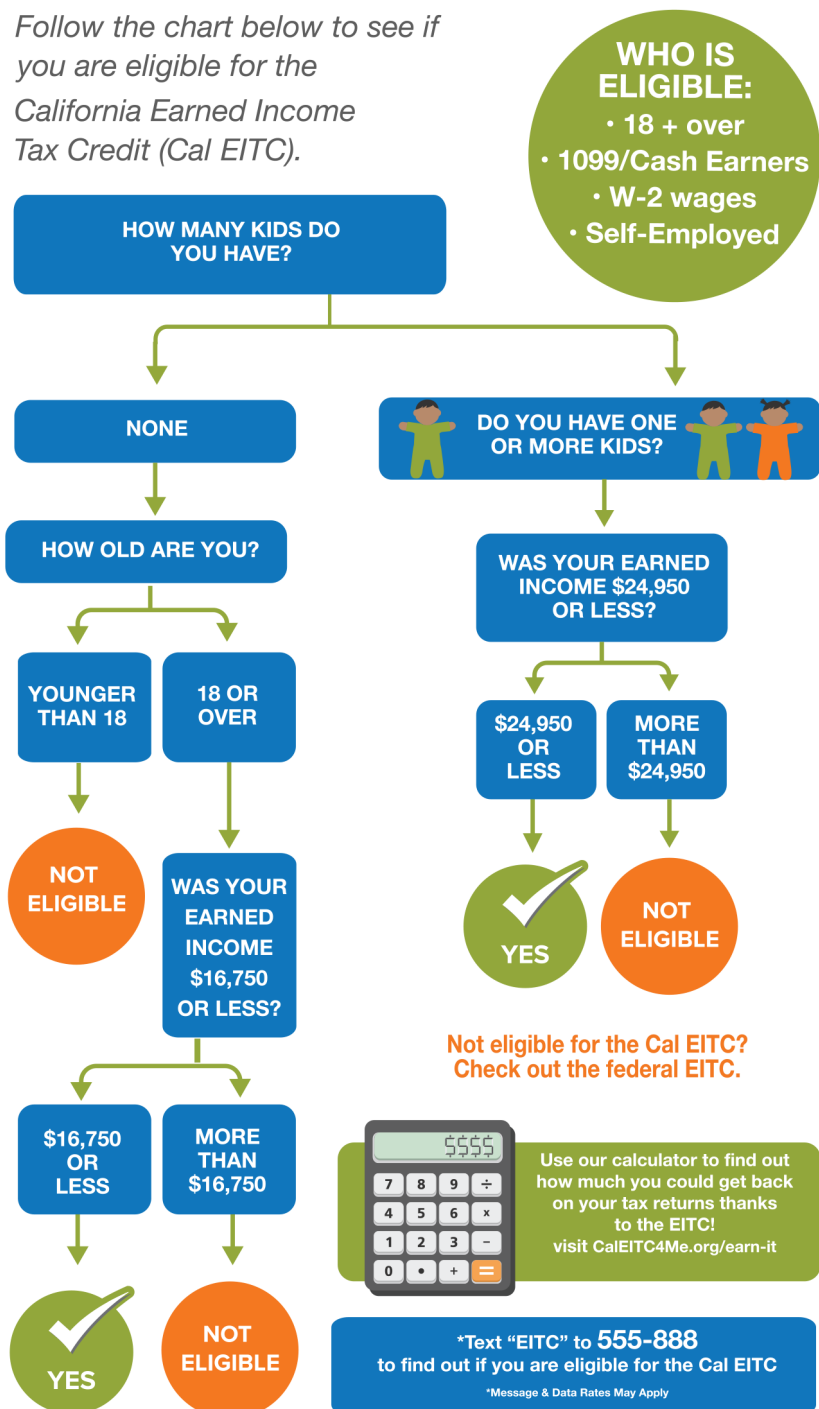 Follow the chart below to see if
you are eligible for the
California Earned Income
Tax Credit (Cal EITC).
WHO IS
ELIGIBLE:
• 18 + over
• 1099/Cash Earners
• W-2 wages
• Self-Employed
HOW MANY KIDS DO
YOU HAVE?
NONE
DO YOU HAVE ONE
OR MORE KIDS?
HOW OLD ARE YOU?
WAS YOUR EARNED
INCOME $24,950
OR LESS?
YOUNGER
THAN 18
18 OR
OVER
$24,950
OR
LESS
MORE
THAN
$24,950
NOT
ELIGIBLE
WAS YOUR
EARNED
INCOME
$16,750
OR LESS?
YES
NOT
ELIGIBLE
Not eligible for the Cal EITC?
Check out the federal EITC.
$16,750
OR
LESS
MORE
THAN
$16,750
YES
NOT
ELIGIBLE
$$$$
7 8 9 ÷
4 5 6 x
1 2 3 –
0 • + =
Use our calculator to find out
how much you could get back
on your tax returns thanks
to the EITC!
visit CalEITC4Me.org/earn-it
*Text “EITC” to 555-888
to find out if you are eligible for the Cal EITC
*Message & Data Rates May Apply